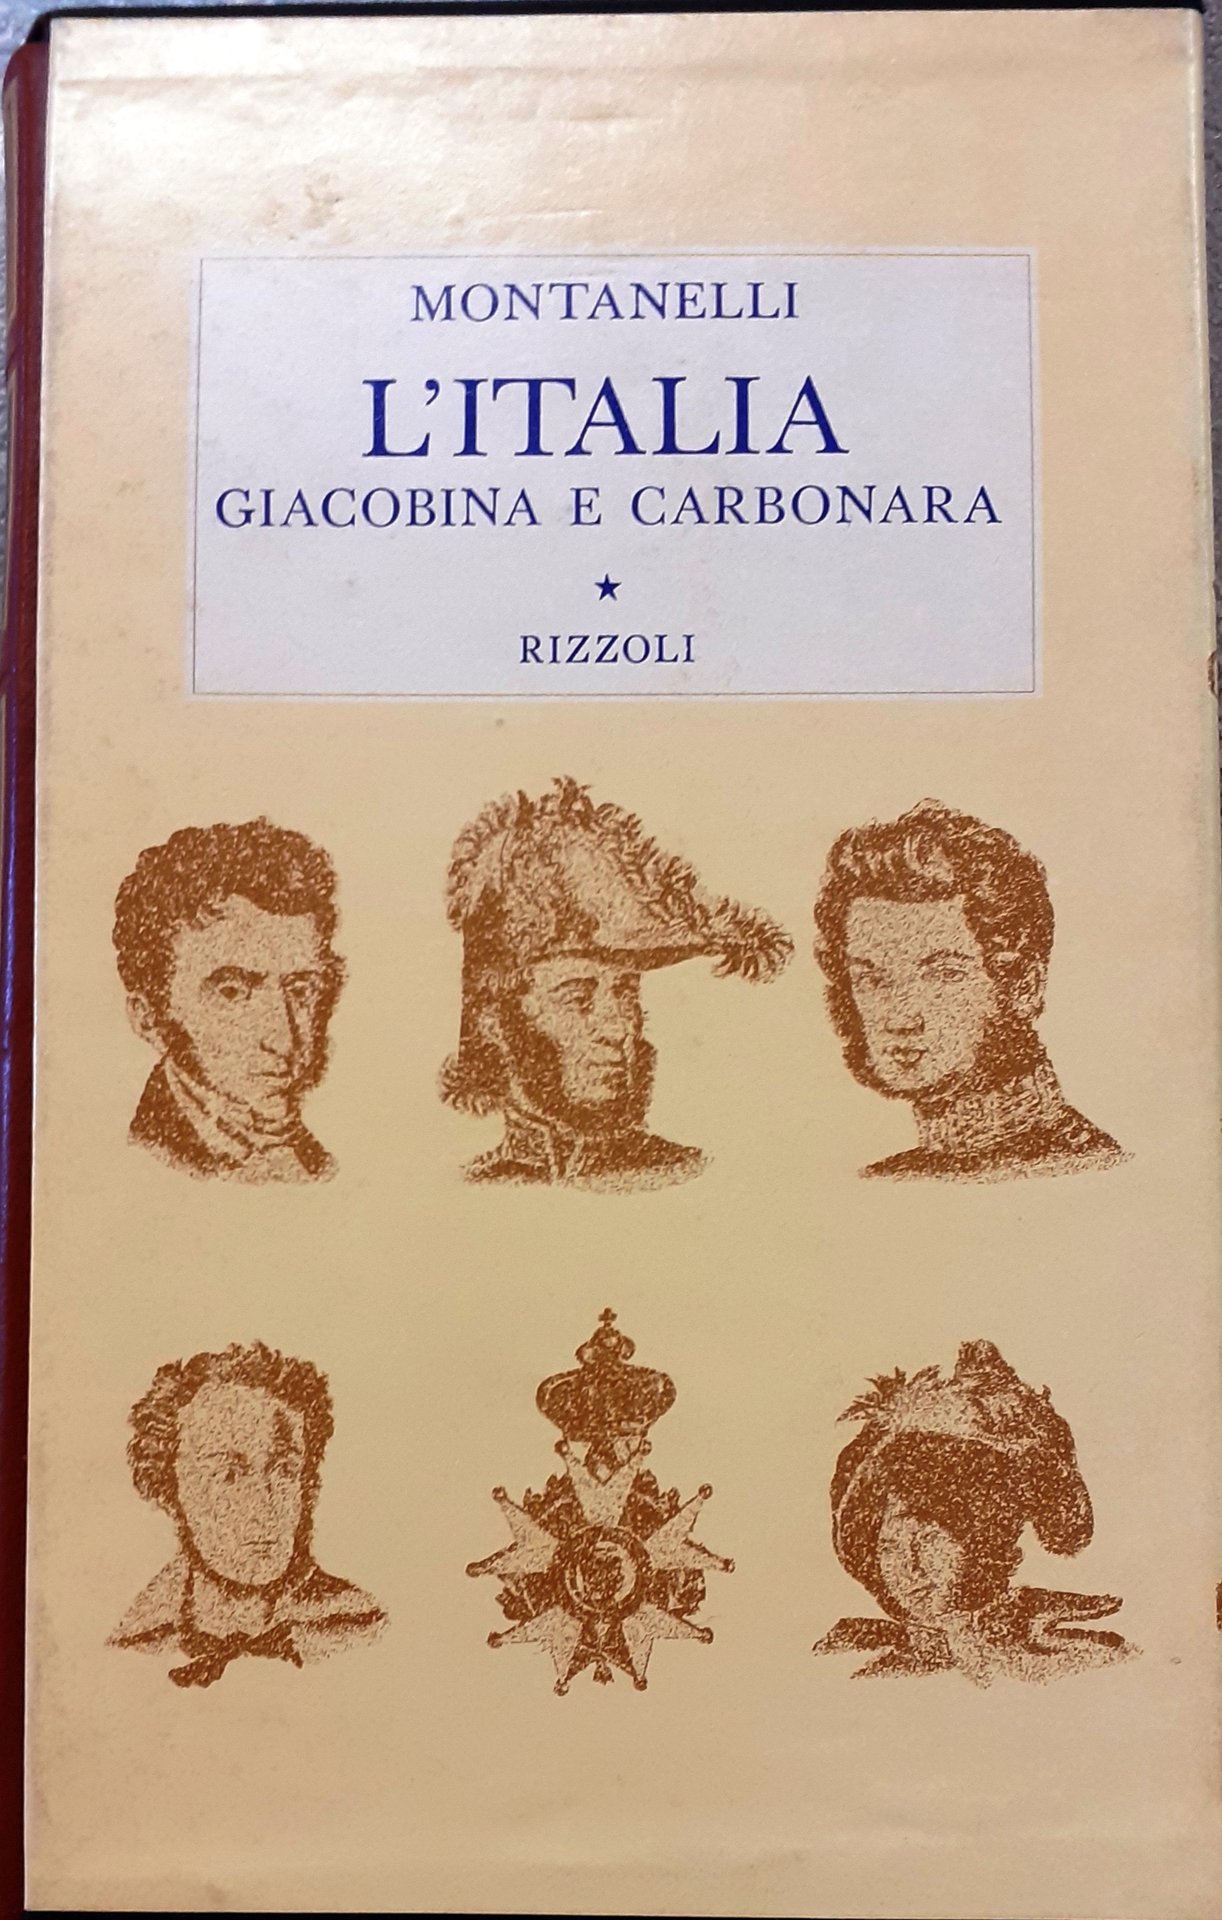 MONTANELLI
L'ITALIA
GIACOBINA E CARBONARA
★
RIZZOLI